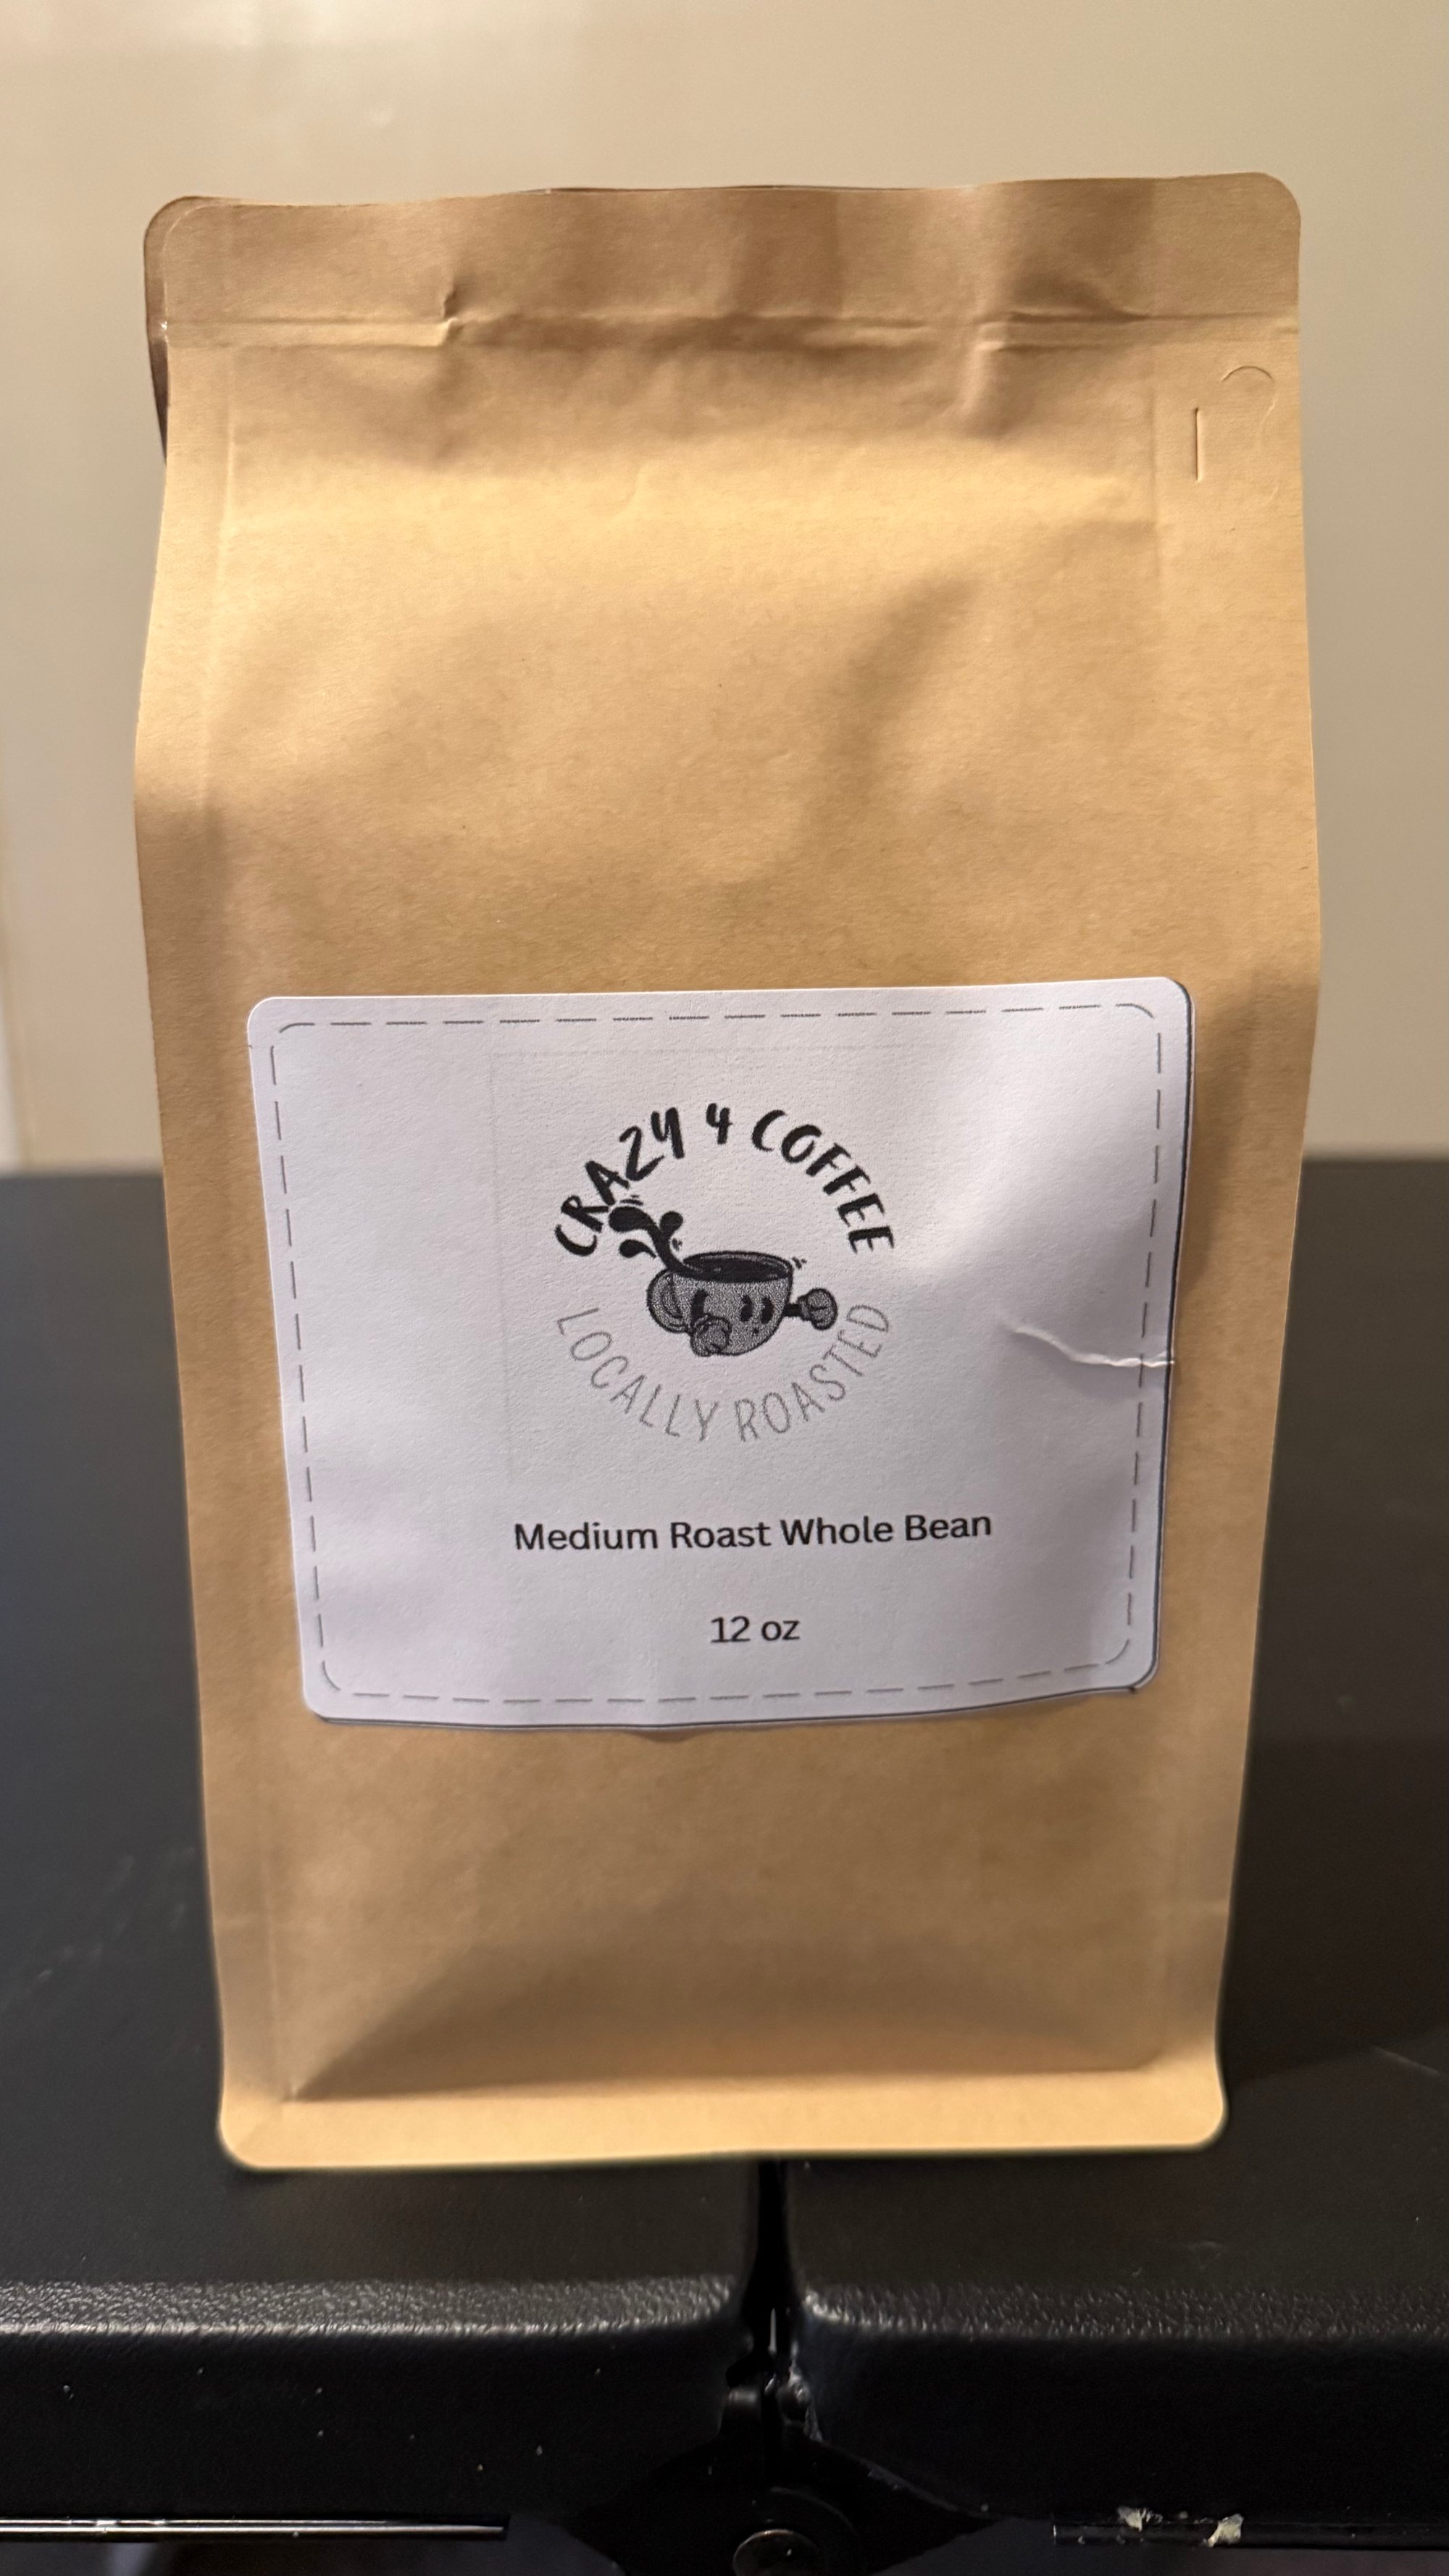 CRAZY 4 COFFEE
LOCALLY ROASTED
Medium Roast Whole Bean
12 oz